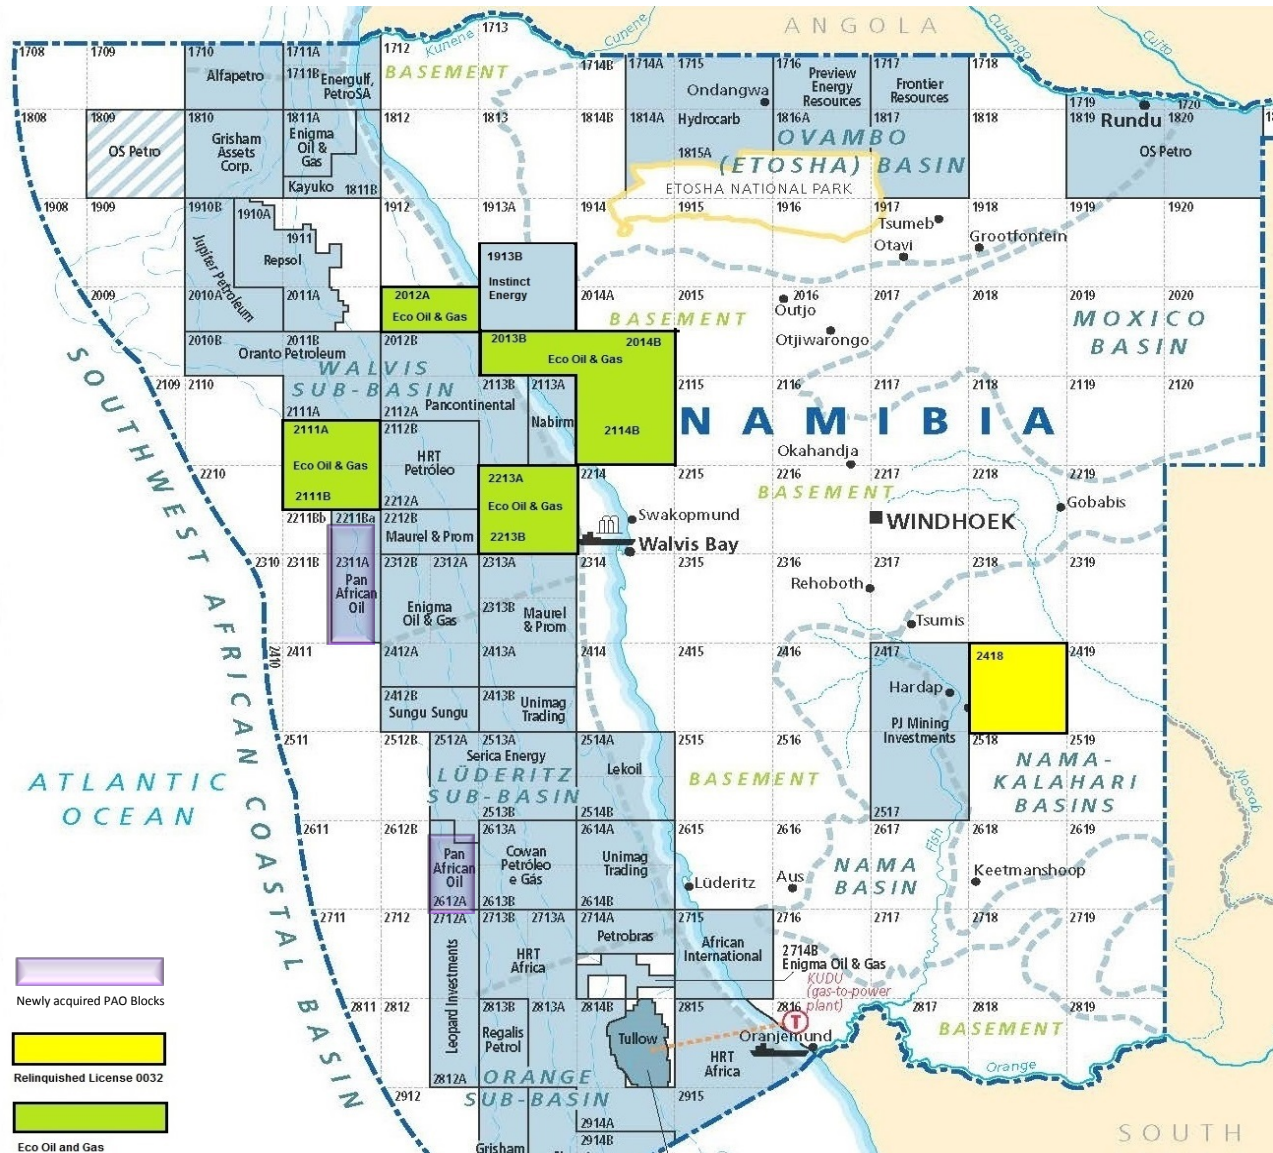 ANGOLA
1713
Cunene
Cubango
Cuito
Kunene
1708
1709
1710
1711A
1712
BASEMENT
1714B
1714A
1715
1716
1717
1718
Alfapetro
1711B
Energulf,
PetroSA
Ondangwa
Preview
Energy
Resources
Frontier
Resources
1719
1720
1808
1809
1810
1811A
1812
1813
1814B
1814A
Hydrocarb
1816A
1817
1818
Rundu
1819
1820
OS Petro
Grisham
Assets
Corp.
Enigma
Oil &
Gas
OVAMBO
(ETOSHA) BASIN
OS Petro
1815A
Kayuko
1811B
ETOSHA NATIONAL PARK
1908
1909
1910B
1910A
1912
1913A
1914
1915
1916
1917
1918
1919
1920
Tsumeb
Grootfontein
Otavi
1911
Jupiter Petroleum
Repsol
1913B
Instinct
Energy
2009
2010A
2011A
2012A
Eco Oil & Gas
2014A
2015
2016
2017
2018
2019
2020
Outjo
BASEMENT
Otjiwarongo
MOXICO
BASIN
2010B
2011B
2012B
2013B
2014B
Oranto Petroleum
Eco Oil & Gas
WALVIS
SUB-BASIN
2109
2110
2113B
2113A
2115
2116
2117
2118
2119
2120
2111A
2112A
Pancontinental
Nabirm
NAMIBIA
2111A
2112B
2114B
Okahandja
Eco Oil & Gas
HRT
Petróleo
2210
2213A
2214
2215
2216
2217
2218
2219
2111B
2212A
Eco Oil & Gas
BASEMENT
Gobabis
2211Bb
2211Ba
2212B
Maurel & Prom
2213B
Swakopmund
Walvis Bay
WINDHOEK
2310
2311B
2311A
2312B
2312A
2313A
2314
2315
2316
2317
2318
2319
Pan
African
Oil
Rehoboth
Enigma
Oil & Gas
2313B
Maurel
& Prom
Tsumis
2410
2411
2412A
2413A
2414
2415
2416
2417
2418
2419
Hardap
2412B
2413B
Sungu Sungu
Unimag
Trading
PJ Mining
Investments
2511
2512B
2512A
2513A
2514A
2515
2516
2518
2519
Serica Energy
Lekoil
LÜDERITZ
SUB-BASIN
BASEMENT
NAMA-
KALAHARI
BASINS
Nossab
2513B
2514B
2517
2611
2612B
2613A
2614A
2615
2616
2617
2618
2619
Fish
Pan
African
Oil
Cowan
Petróleo
e Gás
Unimag
Trading
Lüderitz
Aus
NAMA
BASIN
Keetmanshoop
2612A
2613B
2614B
2711
2712
2712A
2713B
2713A
2714A
2715
2716
2717
2718
2719
Petrobras
African
International
HRT
Africa
2714B
Enigma Oil & Gas
KUDU
(gas-to-power
plant)
Leopard Investments
2811
2812
2813B
2813A
2814B
2815
2816
2817
2818
2819
T
Regalis
Petrol
Tullow
Oranjemund
BASEMENT
HRT
Africa
Orange
2812A
ORANGE
SUB-BASIN
2912
2915
2914A
2914B
Grisham
SOUTH
ATLANTIC
OCEAN
SOUTHWEST AFRICAN COASTAL BASIN
Newly acquired PAO Blocks
Relinquished License 0032
Eco Oil and Gas